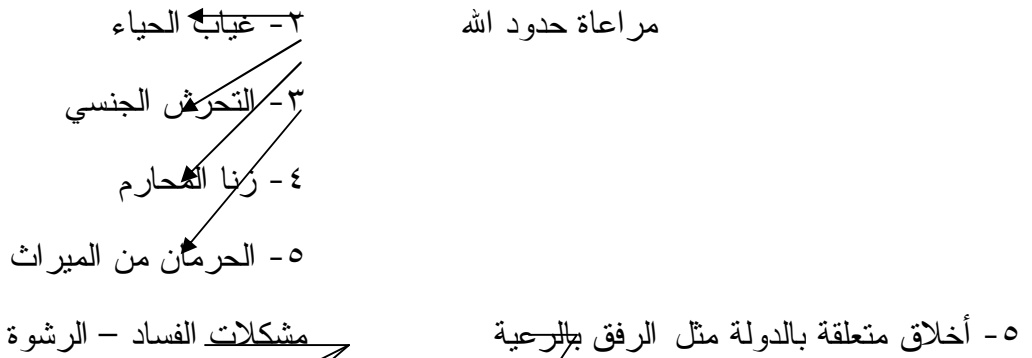 مراعاة حدود الله ٢- غياب الحياء
٣- التحرش الجنسي
٤- زنا المحارم
٥- الحرمان من الميراث
٥- أخلاق متعلقة بالدولة مثل الرفق بالرعية مشكلات الفساد – الرشوة